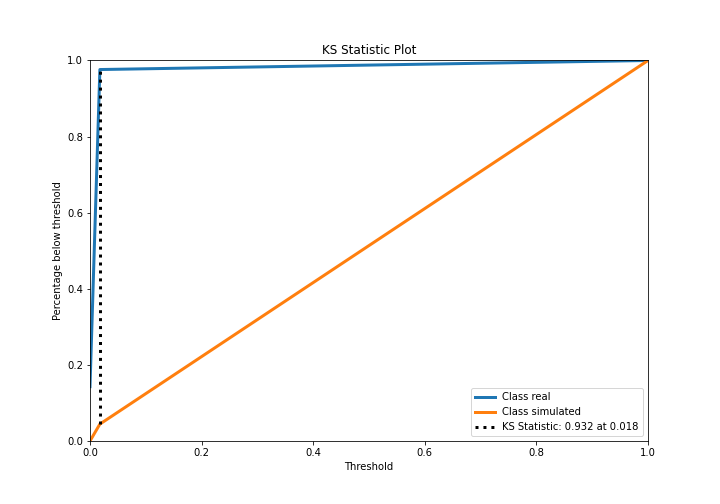 KS Statistic Plot
1.0
0.8
0.6
0.4
0.2
0.0
Percentage below threshold
0.0 0.2 0.4 0.6 0.8 1.0
Threshold
Class real
Class simulated
KS Statistic: 0.932 at 0.018